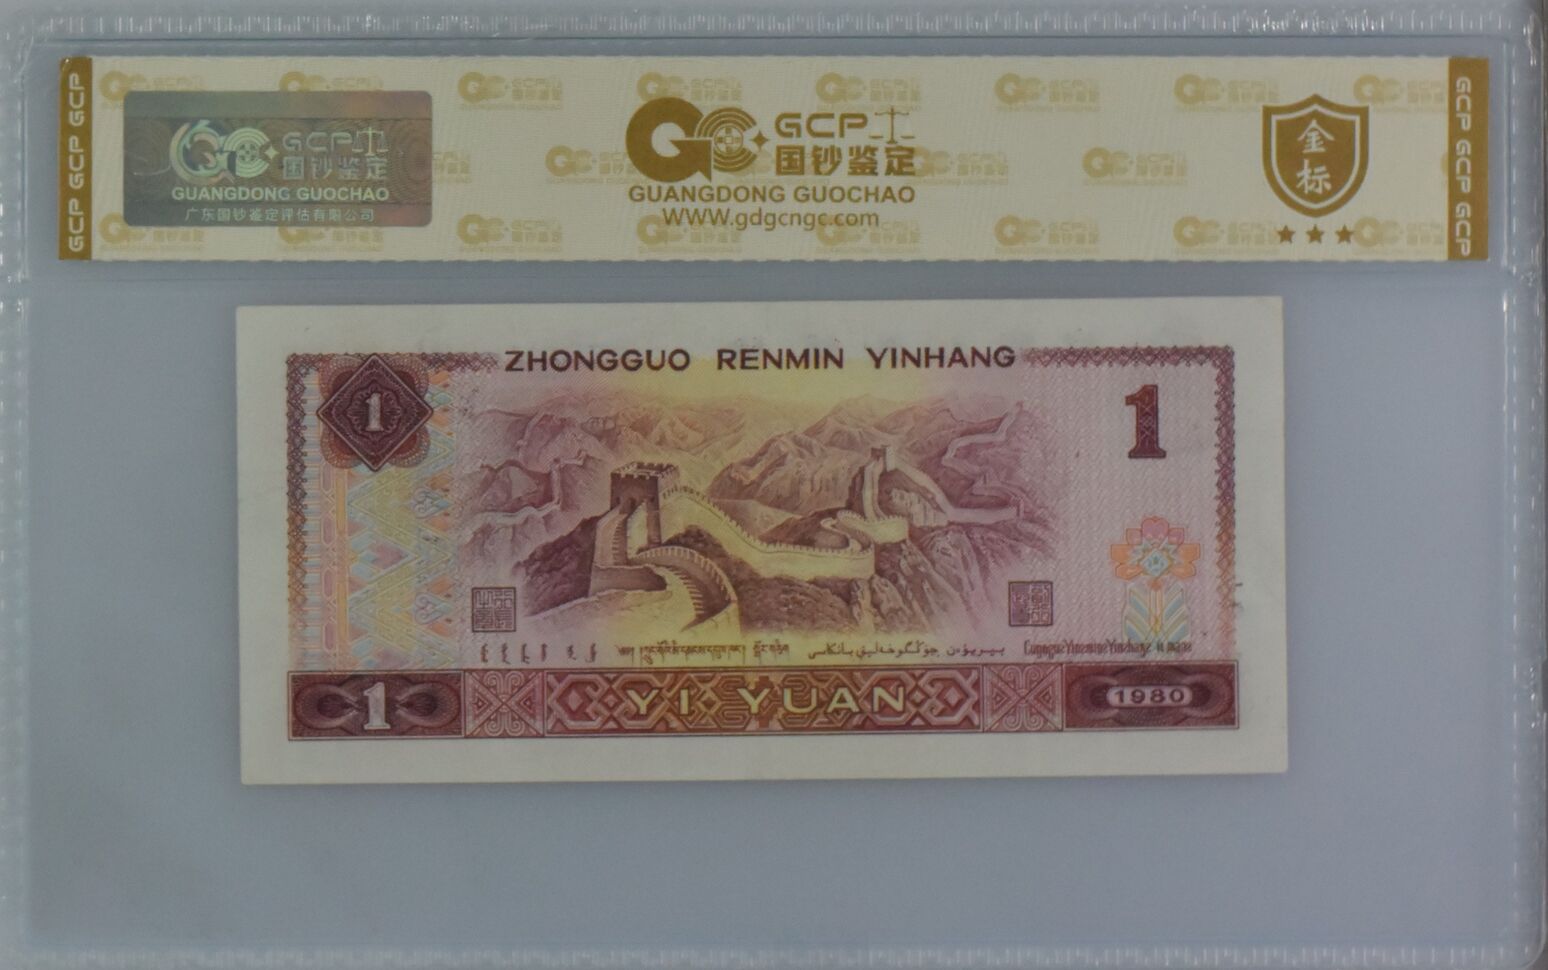 GCP GCP GCP
GCP
国钞鉴定
GUANGDONG GUOCHAO
广东国钞鉴定评估有限公司
GCP
国钞鉴定
GUANGDONG GUOCHAO
WWW.gdgcngc.com
金标
GCP GCP GCP
ZHONGGUO RENMIN YINHANG
1
1
1
YI YUAN
1980